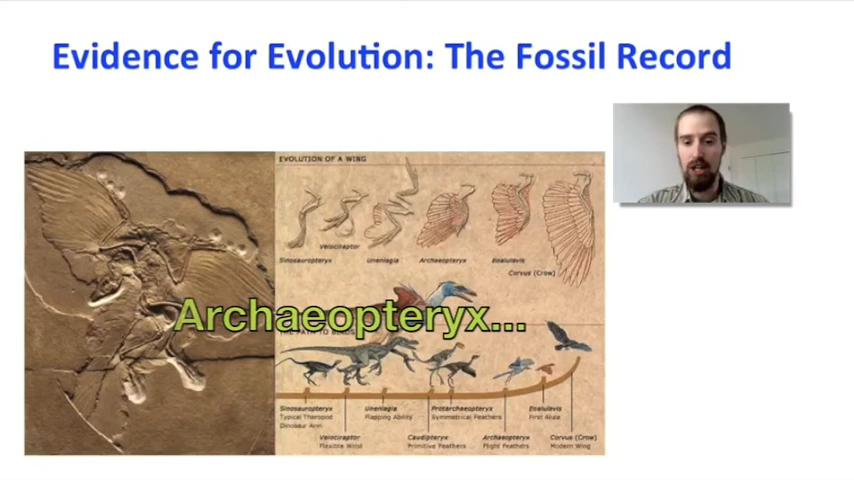 Evidence for Evolution: The Fossil Record
EVOLUTION OF A WING
Velociraptor
Sinosauropteryx Unenlagia Archaeopteryx Eoalulavis
Corvus (Crow)
Archaeopteryx...
Sinosauropteryx Unenlagia Protarchaeopteryx Eoalulavis
Typical Theropod Flapping Ability Symmetrical Feathers First Alula
Dinosaur Arm
Velociraptor Caudipteryx Archaeopteryx Corvus (Crow)
Flexible Wrist Primitive Feathers Flight Feathers Modern Wing